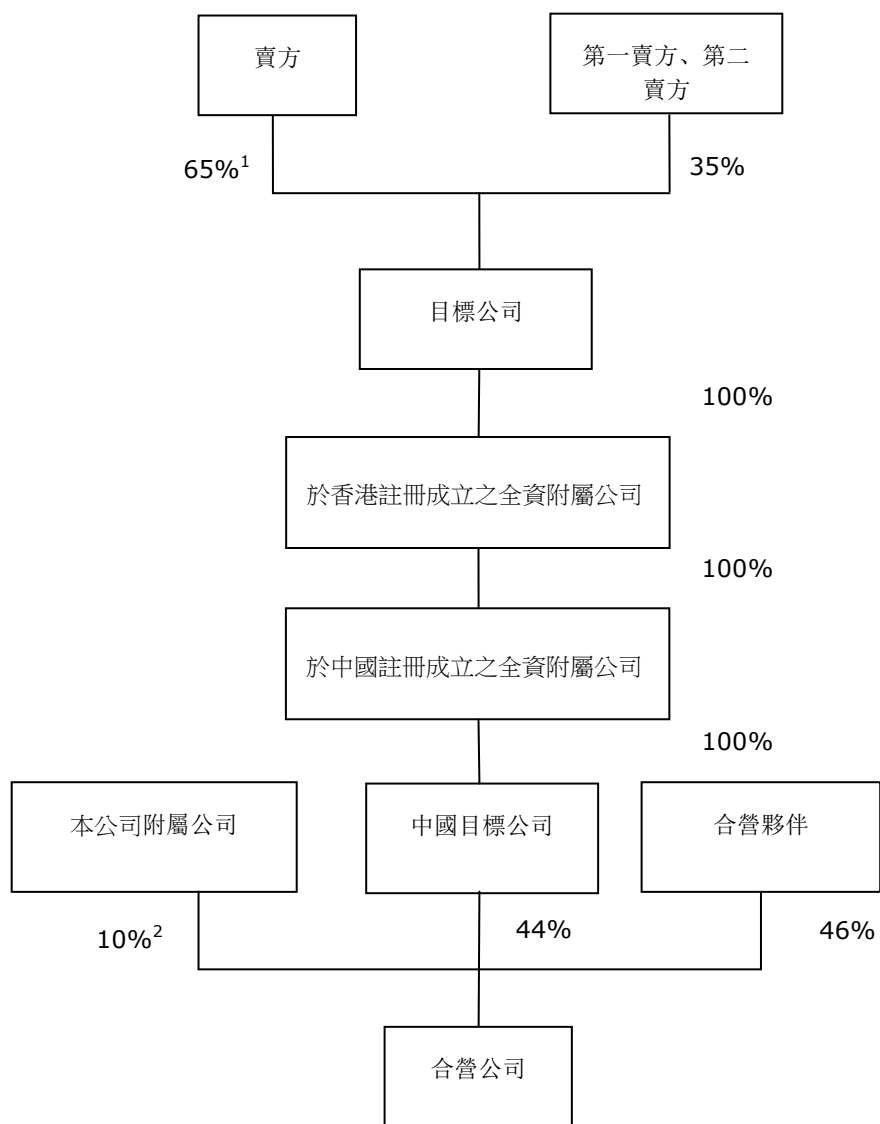 賣方
第一賣方、第二
賣方
65%¹
35%
目標公司
100%
於香港註冊成立之全資附屬公司
100%
於中國註冊成立之全資附屬公司
100%
本公司附屬公司
中國目標公司
合營夥伴
10%²
44%
46%
合營公司